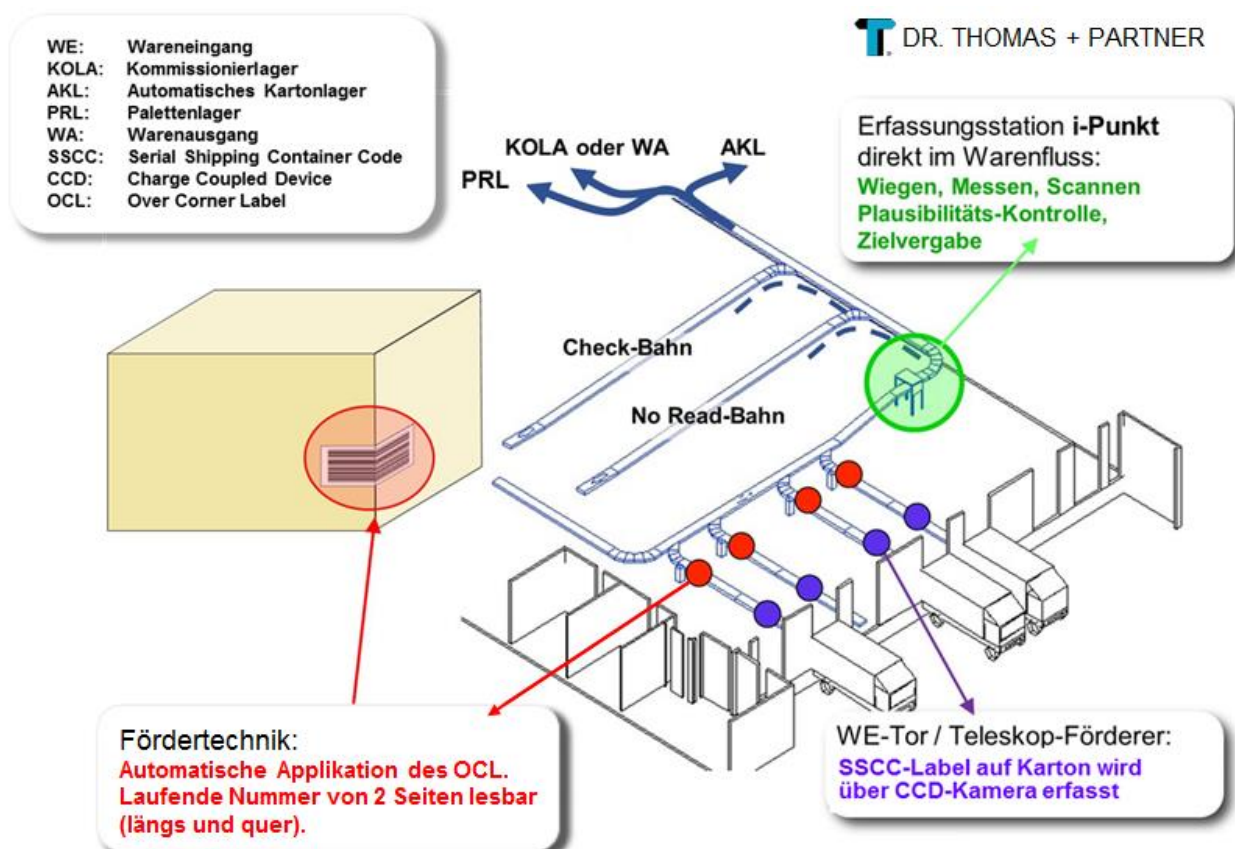 WE: Wareneingang
KOLA: Kommissionierlager
AKL: Automatisches Kartonlager
PRL: Palettenlager
WA: Warenausgang
SSCC: Serial Shipping Container Code
CCD: Charge Coupled Device
OCL: Over Corner Label
DR. THOMAS + PARTNER
Erfassungsstation i-Punkt
direkt im Warenfluss:
Wiegen, Messen, Scannen
Plausibilitäts-Kontrolle,
Zielvergabe
KOLA oder WA
AKL
PRL
Check-Bahn
No Read-Bahn
Fördertechnik:
Automatische Applikation des OCL.
Laufende Nummer von 2 Seiten lesbar
(längs und quer).
WE-Tor / Teleskop-Förderer:
SSCC-Label auf Karton wird
über CCD-Kamera erfasst